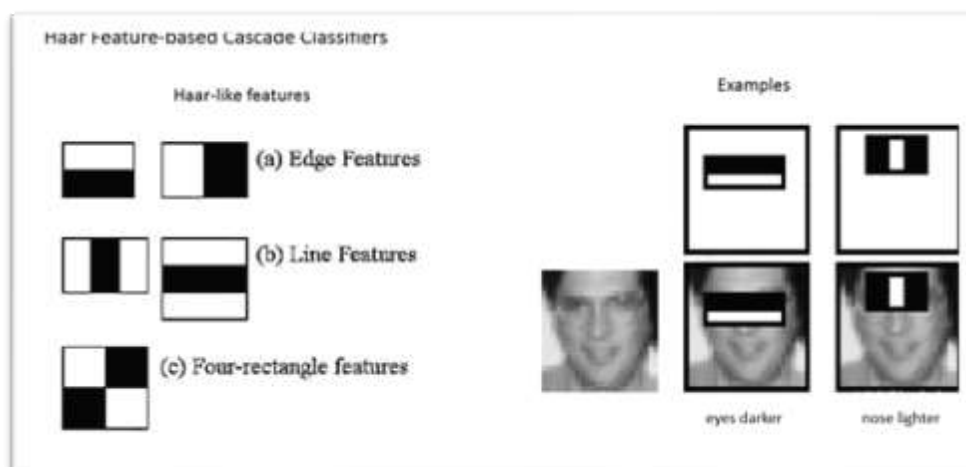 Haar Feature-based Cascade Classifiers
Haar-like features
(a) Edge Features
(b) Line Features
(c) Four-rectangle features
Examples
eyes darker
nose lighter